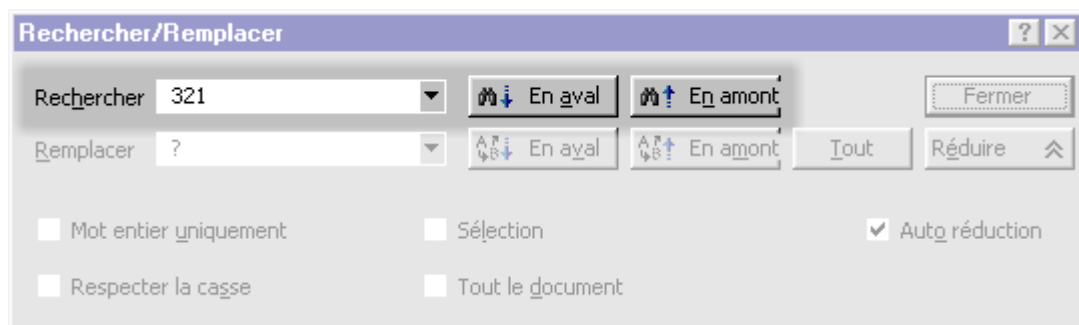 Rechercher/Remplacer
Rechercher 321 En aval En amont Fermer
Remplacer ? En aval En amont Tout Réduire
Mot entier uniquement Sélection Auto réduction
Respecter la casse Tout le document